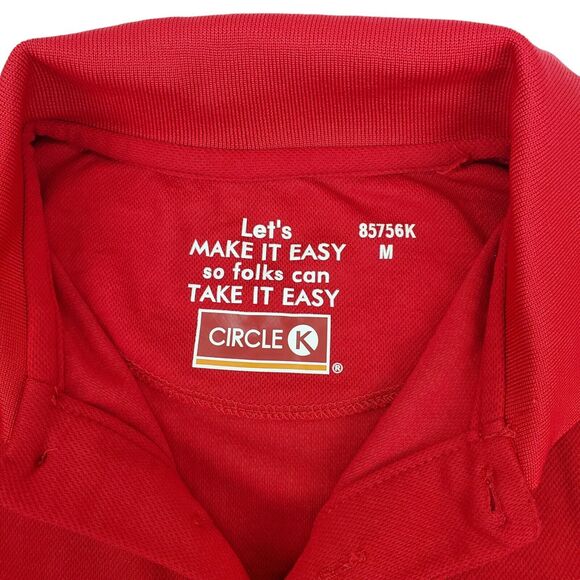 Let's
MAKE IT EASY
so folks can
TAKE IT EASY
CIRCLE K®
85756K
M